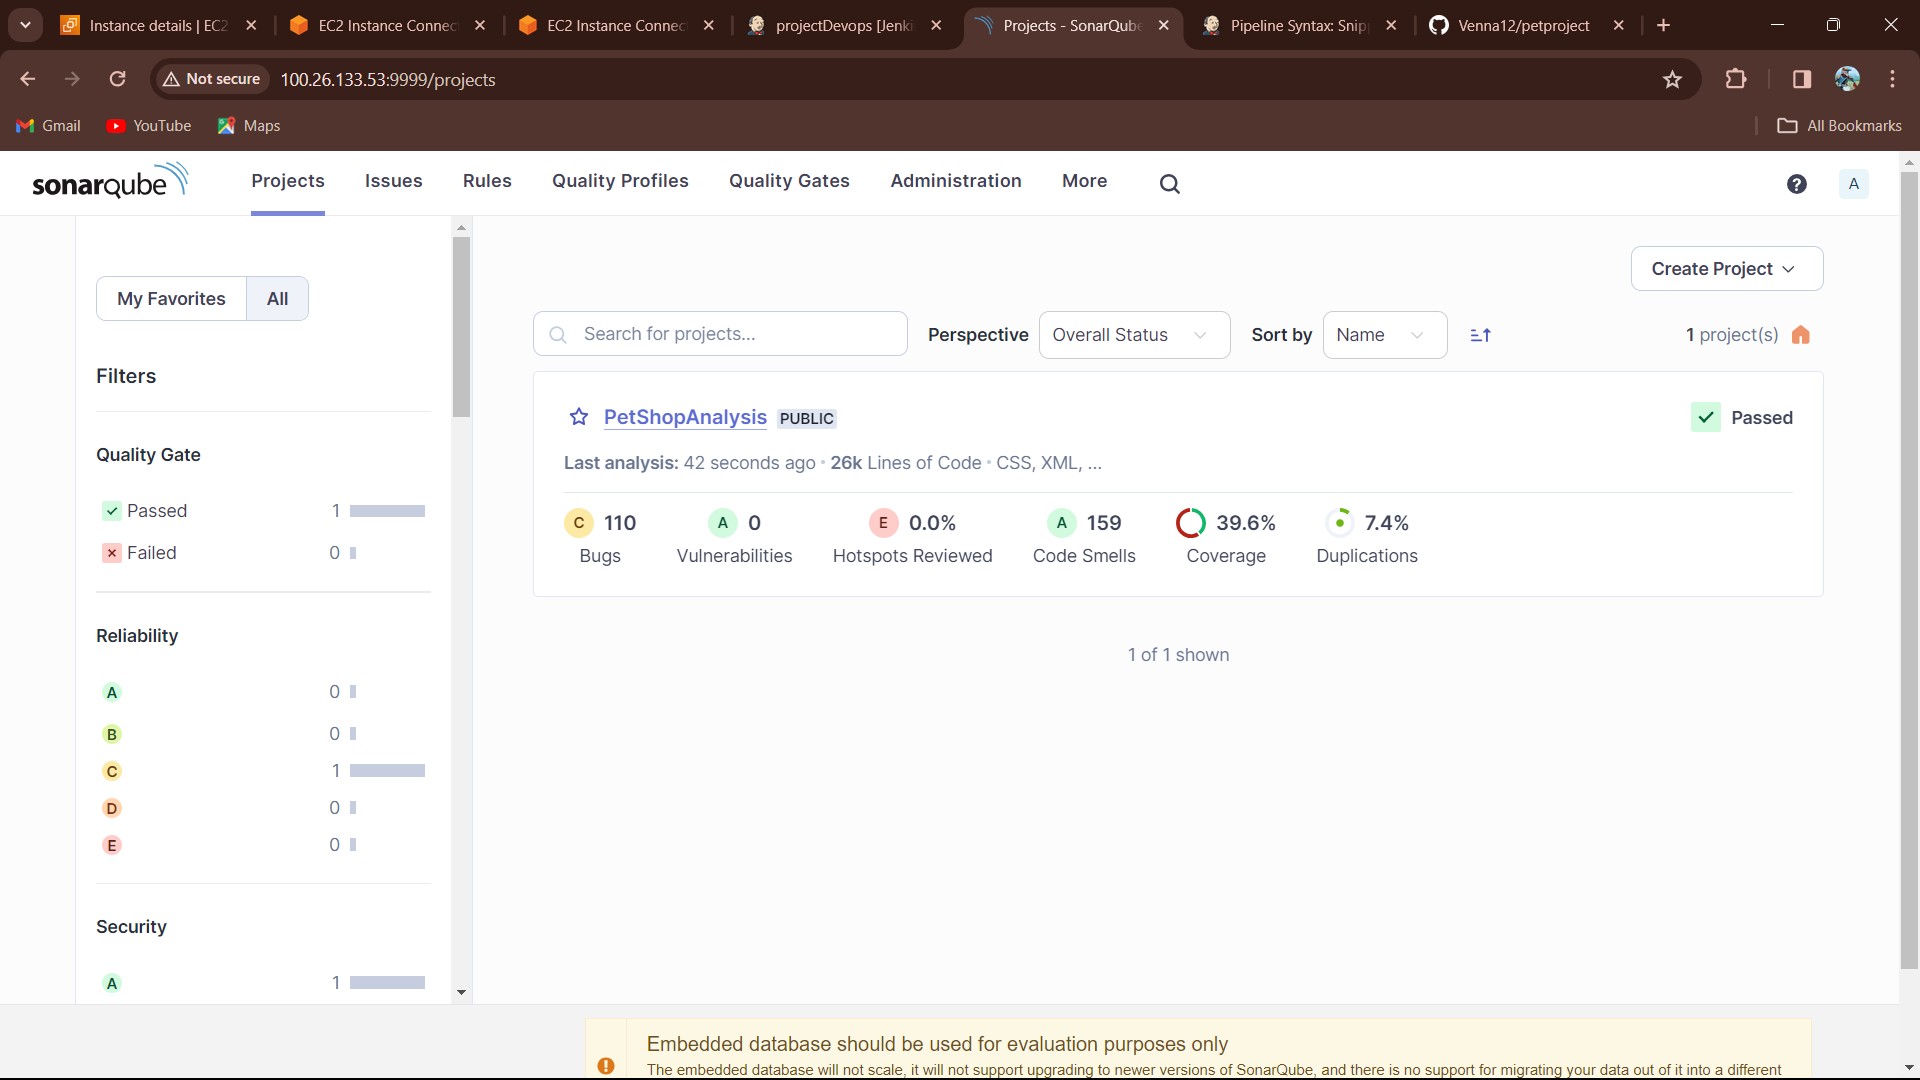 Instance details | EC2
EC2 Instance Connec
EC2 Instance Connec
projectDevops [Jenki
Projects - SonarQube
Pipeline Syntax: Snip
Venna12/petproject
Not secure
100.26.133.53:9999/projects
Gmail
YouTube
Maps
All Bookmarks
sonarqube
Projects
Issues
Rules
Quality Profiles
Quality Gates
Administration
More
?
A
My Favorites
All
Create Project
Search for projects...
Perspective
Overall Status
Sort by
Name
1 project(s)
Filters
Quality Gate
Passed 1
Failed 0
Reliability
A 0
B 0
C 1
D 0
E 0
Security
A 1
PetShopAnalysis PUBLIC
Passed
Last analysis: 42 seconds ago • 26k Lines of Code • CSS, XML, ...
C 110
Bugs
A 0
Vulnerabilities
E 0.0%
Hotspots Reviewed
A 159
Code Smells
39.6%
Coverage
7.4%
Duplications
1 of 1 shown
Embedded database should be used for evaluation purposes only
The embedded database will not scale, it will not support upgrading to newer versions of SonarQube, and there is no support for migrating your data out of it into a different